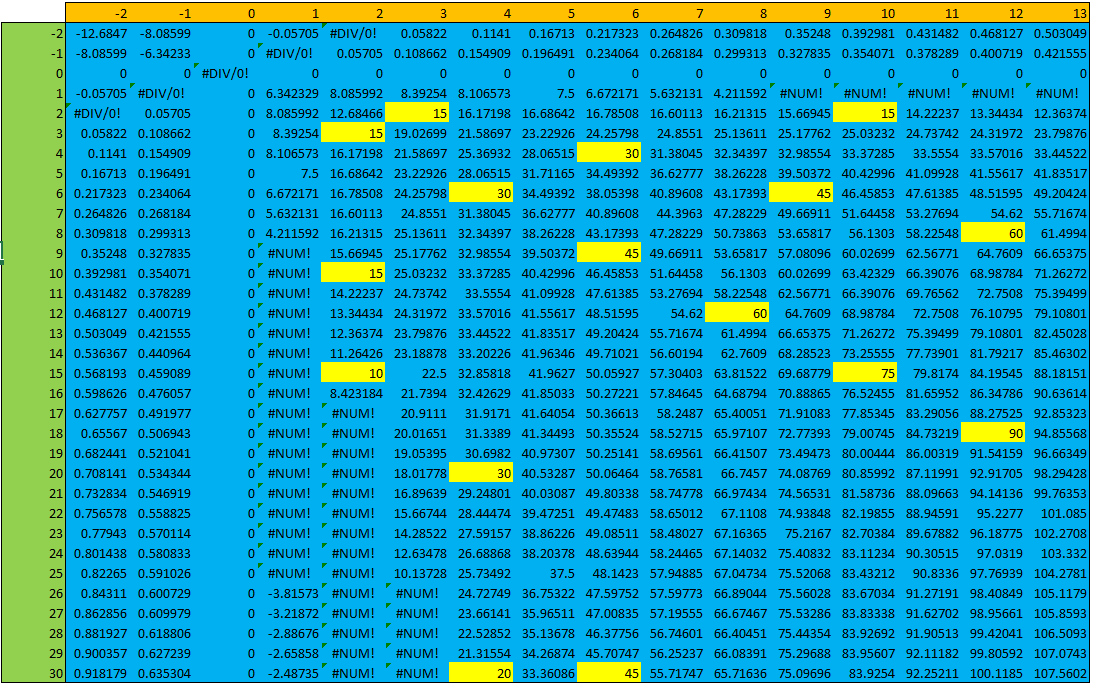 -2 -1 0 1 2 3 4 5 6 7 8 9 10 11 12 13
-2 -12.6847 -8.08599 0 -0.05705 #DIV/0! 0.05822 0.1141 0.16713 0.217323 0.264826 0.309818 0.35248 0.392981 0.431482 0.468127 0.503049
-1 -8.08599 -6.34233 0 #DIV/0! 0.05705 0.108662 0.154909 0.196491 0.234064 0.268184 0.299313 0.327835 0.354071 0.378289 0.400719 0.421555
0 0 0 #DIV/0! 0 0 0 0 0 0 0 0 0 0 0 0 0
1 -0.05705 #DIV/0! 0 6.342329 8.085992 8.39254 8.106573 7.5 6.672171 5.632131 4.211592 #NUM! #NUM! #NUM! #NUM! #NUM!
2 #DIV/0! 0.05705 0 8.085992 12.68466 15 16.17198 16.68642 16.78508 16.60113 16.21315 15.66945 15 14.22237 13.34434 12.36374
3 0.05822 0.108662 0 8.39254 15 19.02699 21.58697 23.22926 24.25798 24.8551 25.13611 25.17762 25.03232 24.73742 24.31972 23.79876
4 0.1141 0.154909 0 8.106573 16.17198 21.58697 25.36932 28.06515 30 31.38045 32.34397 32.98554 33.37285 33.5554 33.57016 33.44522
5 0.16713 0.196491 0 7.5 16.68642 23.22926 28.06515 31.71165 34.49392 36.62777 38.26228 39.50372 40.42996 41.09928 41.55617 41.83517
6 0.217323 0.234064 0 6.672171 16.78508 24.25798 30 34.49392 38.05398 40.89608 43.17393 45 46.45853 47.61385 48.51595 49.20424
7 0.264826 0.268184 0 5.632131 16.60113 24.8551 31.38045 36.62777 40.89608 44.3963 47.28229 49.66911 51.64458 53.27694 54.62 55.71674
8 0.309818 0.299313 0 4.211592 16.21315 25.13611 32.34397 38.26228 43.17393 47.28229 50.73863 53.65817 56.1303 58.22548 60 61.4994
9 0.35248 0.327835 0 #NUM! 15.66945 25.17762 32.98554 39.50372 45 49.66911 53.65817 57.08096 60.02699 62.56771 64.7609 66.65375
10 0.392981 0.354071 0 #NUM! 15 25.03232 33.37285 40.42996 46.45853 51.64458 56.1303 60.02699 63.42329 66.39076 68.98784 71.26272
11 0.431482 0.378289 0 #NUM! 14.22237 24.73742 33.5554 41.09928 47.61385 53.27694 58.22548 62.56771 66.39076 69.76562 72.7508 75.39499
12 0.468127 0.400719 0 #NUM! 13.34434 24.31972 33.57016 41.55617 48.51595 54.62 60 64.7609 68.98784 72.7508 76.10795 79.10801
13 0.503049 0.421555 0 #NUM! 12.36374 23.79876 33.44522 41.83517 49.20424 55.71674 61.4994 66.65375 71.26272 75.39499 79.10801 82.45028
14 0.536367 0.440964 0 #NUM! 11.26426 23.18878 33.20226 41.96346 49.71021 56.60194 62.7609 68.28523 73.25555 77.73901 81.79217 85.46302
15 0.568193 0.459089 0 #NUM! 10 22.5 32.85818 41.9627 50.05927 57.30403 63.81522 69.68779 75 79.8174 84.19545 88.18151
16 0.598626 0.476057 0 #NUM! 8.423184 21.7394 32.42629 41.85033 50.27221 57.84645 64.68794 70.88865 76.52455 81.65952 86.34786 90.63614
17 0.627757 0.491977 0 #NUM! #NUM! 20.9111 31.9171 41.64054 50.36613 58.2487 65.40051 71.91083 77.85345 83.29056 88.27525 92.85323
18 0.65567 0.506943 0 #NUM! #NUM! 20.01651 31.3389 41.34493 50.35524 58.52715 65.97107 72.77393 79.00745 84.73219 90 94.85568
19 0.682441 0.521041 0 #NUM! #NUM! 19.05395 30.6982 40.97307 50.25141 58.69561 66.41507 73.49473 80.00444 86.00319 91.54159 96.66349
20 0.708141 0.534344 0 #NUM! #NUM! 18.01778 30 40.53287 50.06464 58.76581 66.7457 74.08769 80.85992 87.11991 92.91705 98.29428
21 0.732834 0.546919 0 #NUM! #NUM! 16.89639 29.24801 40.03087 49.80338 58.74778 66.97434 74.56531 81.58736 88.09663 94.14136 99.76353
22 0.756578 0.558825 0 #NUM! #NUM! 15.66744 28.44474 39.47251 49.47483 58.65012 67.1108 74.93848 82.19855 88.94591 95.2277 101.085
23 0.77943 0.570114 0 #NUM! #NUM! 14.28522 27.59157 38.86226 49.08511 58.48027 67.16365 75.2167 82.70384 89.67882 96.18775 102.2708
24 0.801438 0.580833 0 #NUM! #NUM! 12.63478 26.68868 38.20378 48.63944 58.24465 67.14032 75.40832 83.11234 90.30515 97.0319 103.332
25 0.82265 0.591026 0 #NUM! #NUM! 10.13728 25.73492 37.5 48.1423 57.94885 67.04734 75.52068 83.43212 90.8336 97.76939 104.2781
26 0.84311 0.600729 0 -3.81573 #NUM! #NUM! 24.72749 36.75322 47.59752 57.59773 66.89044 75.56028 83.67034 91.27191 98.40849 105.1179
27 0.862856 0.609979 0 -3.21872 #NUM! #NUM! 23.66141 35.96511 47.00835 57.19555 66.67467 75.53286 83.83338 91.62702 98.95661 105.8593
28 0.881927 0.618806 0 -2.88676 #NUM! #NUM! 22.52852 35.13678 46.37756 56.74601 66.40451 75.44354 83.92692 91.90513 99.42041 106.5093
29 0.900357 0.627239 0 -2.65858 #NUM! #NUM! 21.31554 34.26874 45.70747 56.25237 66.08391 75.29688 83.95607 92.11182 99.80592 107.0743
30 0.918179 0.635304 0 -2.48735 #NUM! #NUM! 20 33.36086 45 55.71747 65.71636 75.09696 83.9254 92.25211 100.1185 107.5602